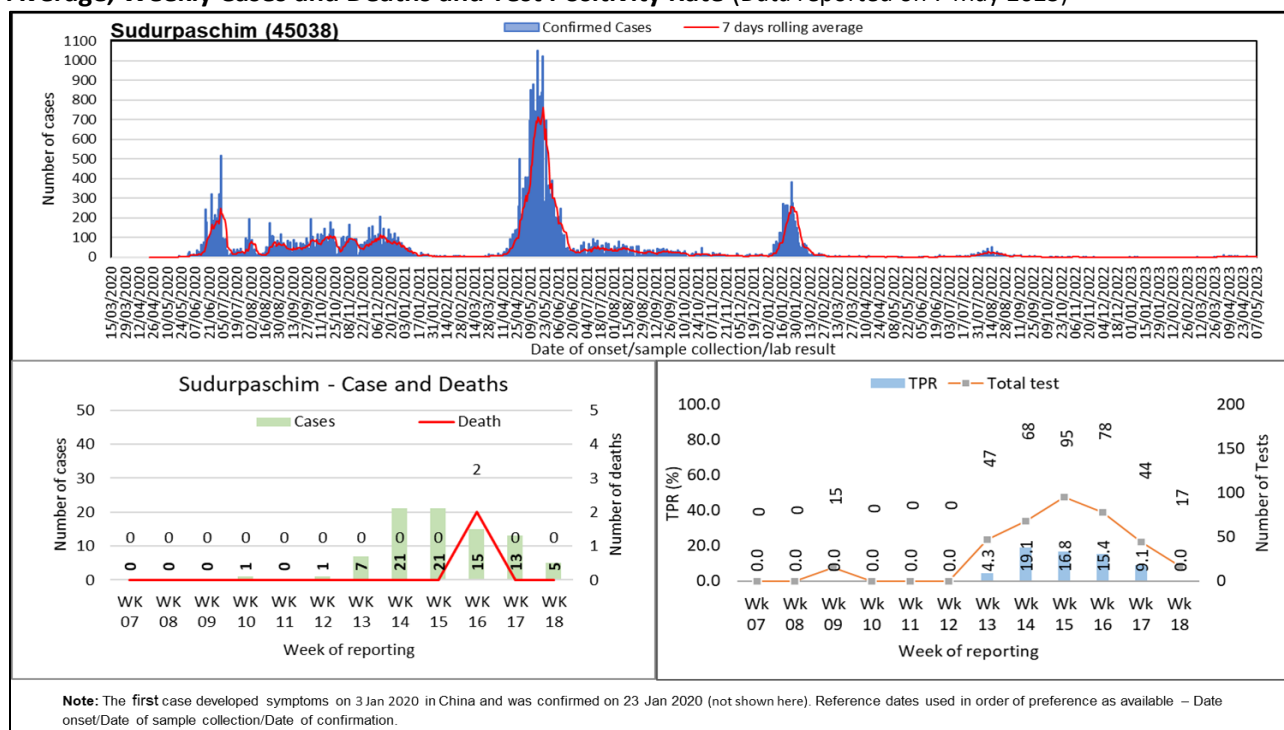 Average, Weekly Cases and Deaths and Test Positivity Rate (Data reported on 7 May 2023)
Sudurpaschim (45038)
Confirmed Cases
7 days rolling average
Number of cases
1100
1000
900
800
700
600
500
400
300
200
100
0
15/03/2020
29/03/2020
12/04/2020
26/04/2020
10/05/2020
24/05/2020
07/06/2020
21/06/2020
05/07/2020
19/07/2020
02/08/2020
16/08/2020
30/08/2020
13/09/2020
27/09/2020
11/10/2020
25/10/2020
08/11/2020
22/11/2020
06/12/2020
20/12/2020
03/01/2021
17/01/2021
31/01/2021
14/02/2021
28/02/2021
14/03/2021
28/03/2021
11/04/2021
25/04/2021
09/05/2021
23/05/2021
06/06/2021
20/06/2021
04/07/2021
18/07/2021
01/08/2021
15/08/2021
29/08/2021
12/09/2021
26/09/2021
10/10/2021
24/10/2021
07/11/2021
21/11/2021
05/12/2021
19/12/2021
02/01/2022
16/01/2022
30/01/2022
13/02/2022
27/02/2022
13/03/2022
27/03/2022
10/04/2022
24/04/2022
08/05/2022
22/05/2022
05/06/2022
19/06/2022
03/07/2022
17/07/2022
31/07/2022
14/08/2022
28/08/2022
11/09/2022
25/09/2022
09/10/2022
23/10/2022
06/11/2022
20/11/2022
04/12/2022
18/12/2022
01/01/2023
15/01/2023
29/01/2023
12/02/2023
26/02/2023
12/03/2023
26/03/2023
09/04/2023
23/04/2023
07/05/2023
Date of onset/sample collection/lab result
Sudurpaschim - Case and Deaths
Cases
Death
Number of cases
50
40
30
20
10
0
Number of deaths
5
4
3
2
1
0
0 0 0 0 0 0 0 0 0 2 0 0
0 0 0 1 0 1 7 21 21 15 13 5
WK 07
WK 08
WK 09
WK 10
WK 11
WK 12
WK 13
WK 14
WK 15
WK 16
WK 17
WK 18
Week of reporting
TPR
Total test
TPR (%)
100.0
80.0
60.0
40.0
20.0
0.0
Number of Tests
200
150
100
50
0
0 0 15 0 0 0 47 68 95 78 44 17
0.0 0.0 0.0 0.0 0.0 0.0 4.3 19.1 16.8 15.4 9.1 0.0
Wk 07
Wk 08
Wk 09
Wk 10
Wk 11
Wk 12
Wk 13
Wk 14
Wk 15
Wk 16
Wk 17
Wk 18
Week of reporting
Note: The first case developed symptoms on 3 Jan 2020 in China and was confirmed on 23 Jan 2020 (not shown here). Reference dates used in order of preference as available – Date
onset/Date of sample collection/Date of confirmation.